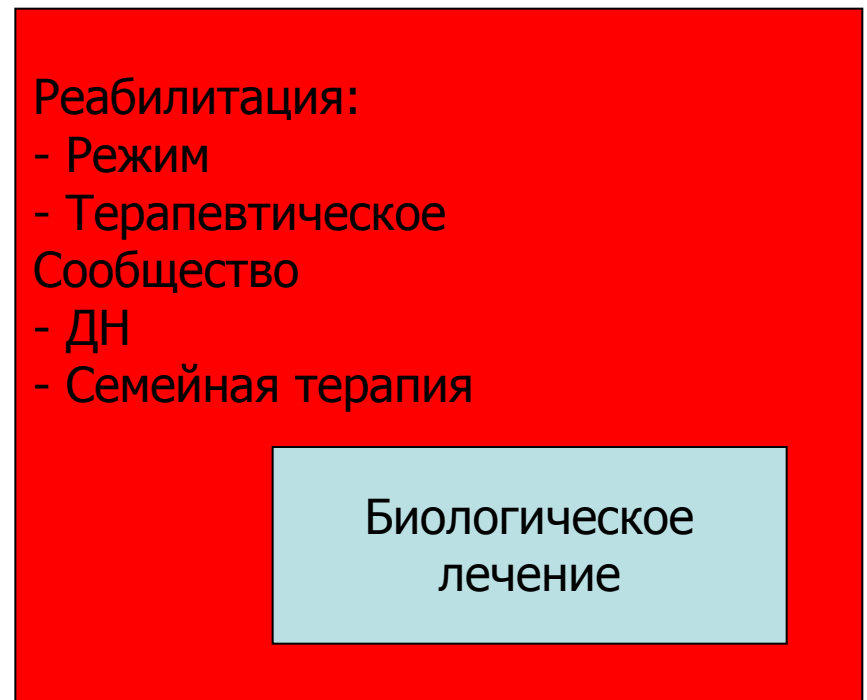 Реабилитация:
- Режим
- Терапевтическое
Сообщество
- ДН
- Семейная терапия
Биологическое
лечение